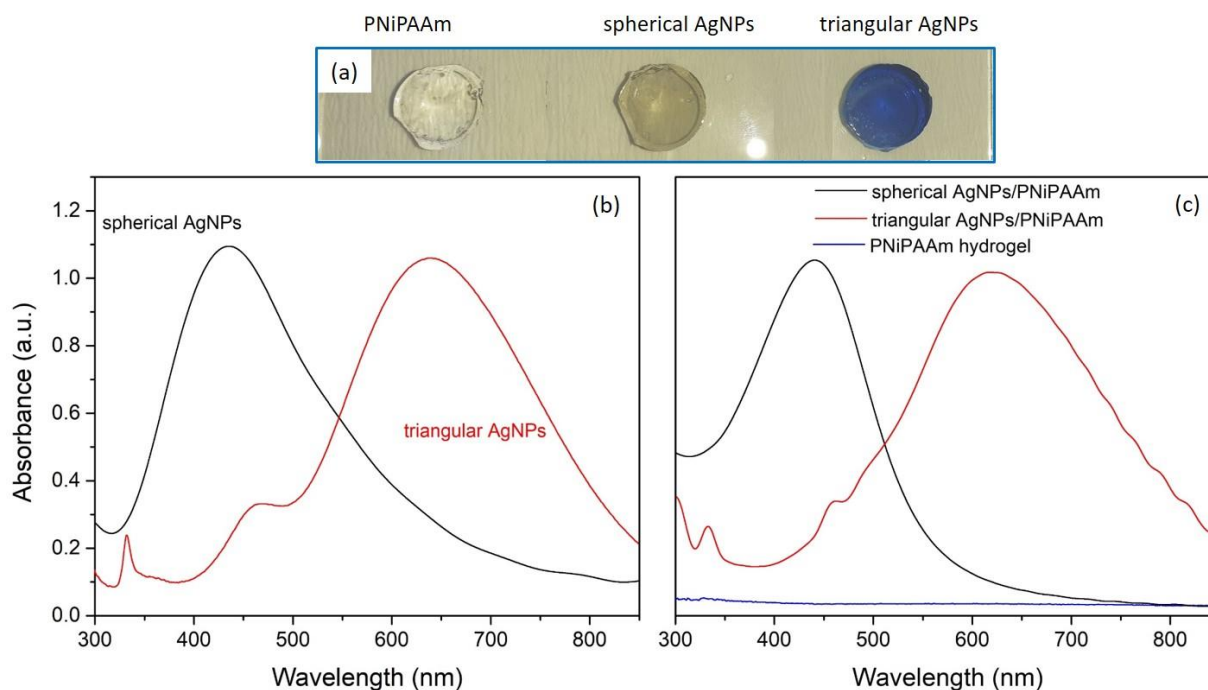 PNiPAAm spherical AgNPs triangular AgNPs
(a)
(b)
spherical AgNPs
triangular AgNPs
1.2
1.0
0.8
0.6
0.4
0.2
0.0
Absorbance (a.u.)
300 400 500 600 700 800
Wavelength (nm)
(c)
spherical AgNPs/PNiPAAm
triangular AgNPs/PNiPAAm
PNiPAAm hydrogel
300 400 500 600 700 800
Wavelength (nm)